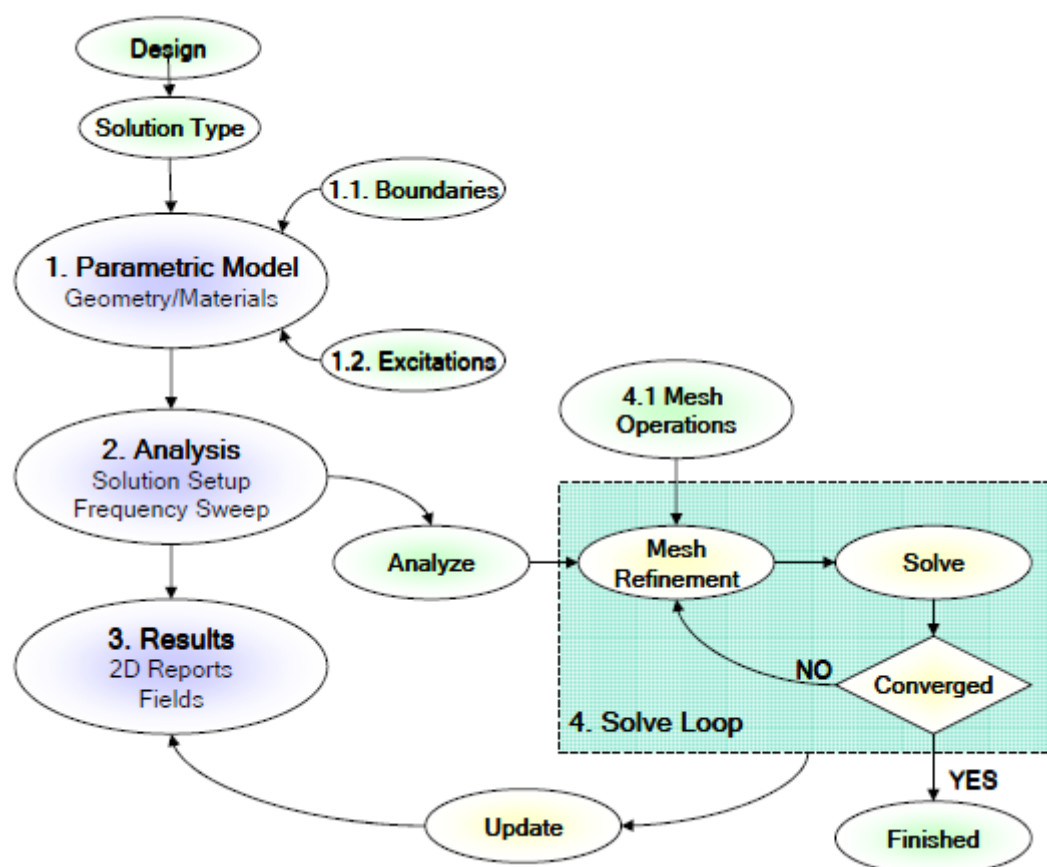 Design
Solution Type
1.1. Boundaries
1. Parametric Model
Geometry/Materials
1.2. Excitations
4.1 Mesh
Operations
2. Analysis
Solution Setup
Frequency Sweep
Analyze
Mesh
Refinement
Solve
3. Results
2D Reports
Fields
NO
Converged
4. Solve Loop
YES
Update
Finished